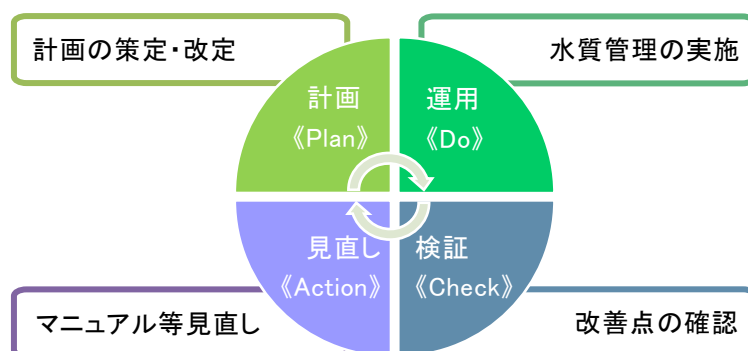 計画の策定・改定
水質管理の実施
計画
《Plan》
運用
《Do》
見直し
《Action》
検証
《Check》
マニュアル等見直し
改善点の確認